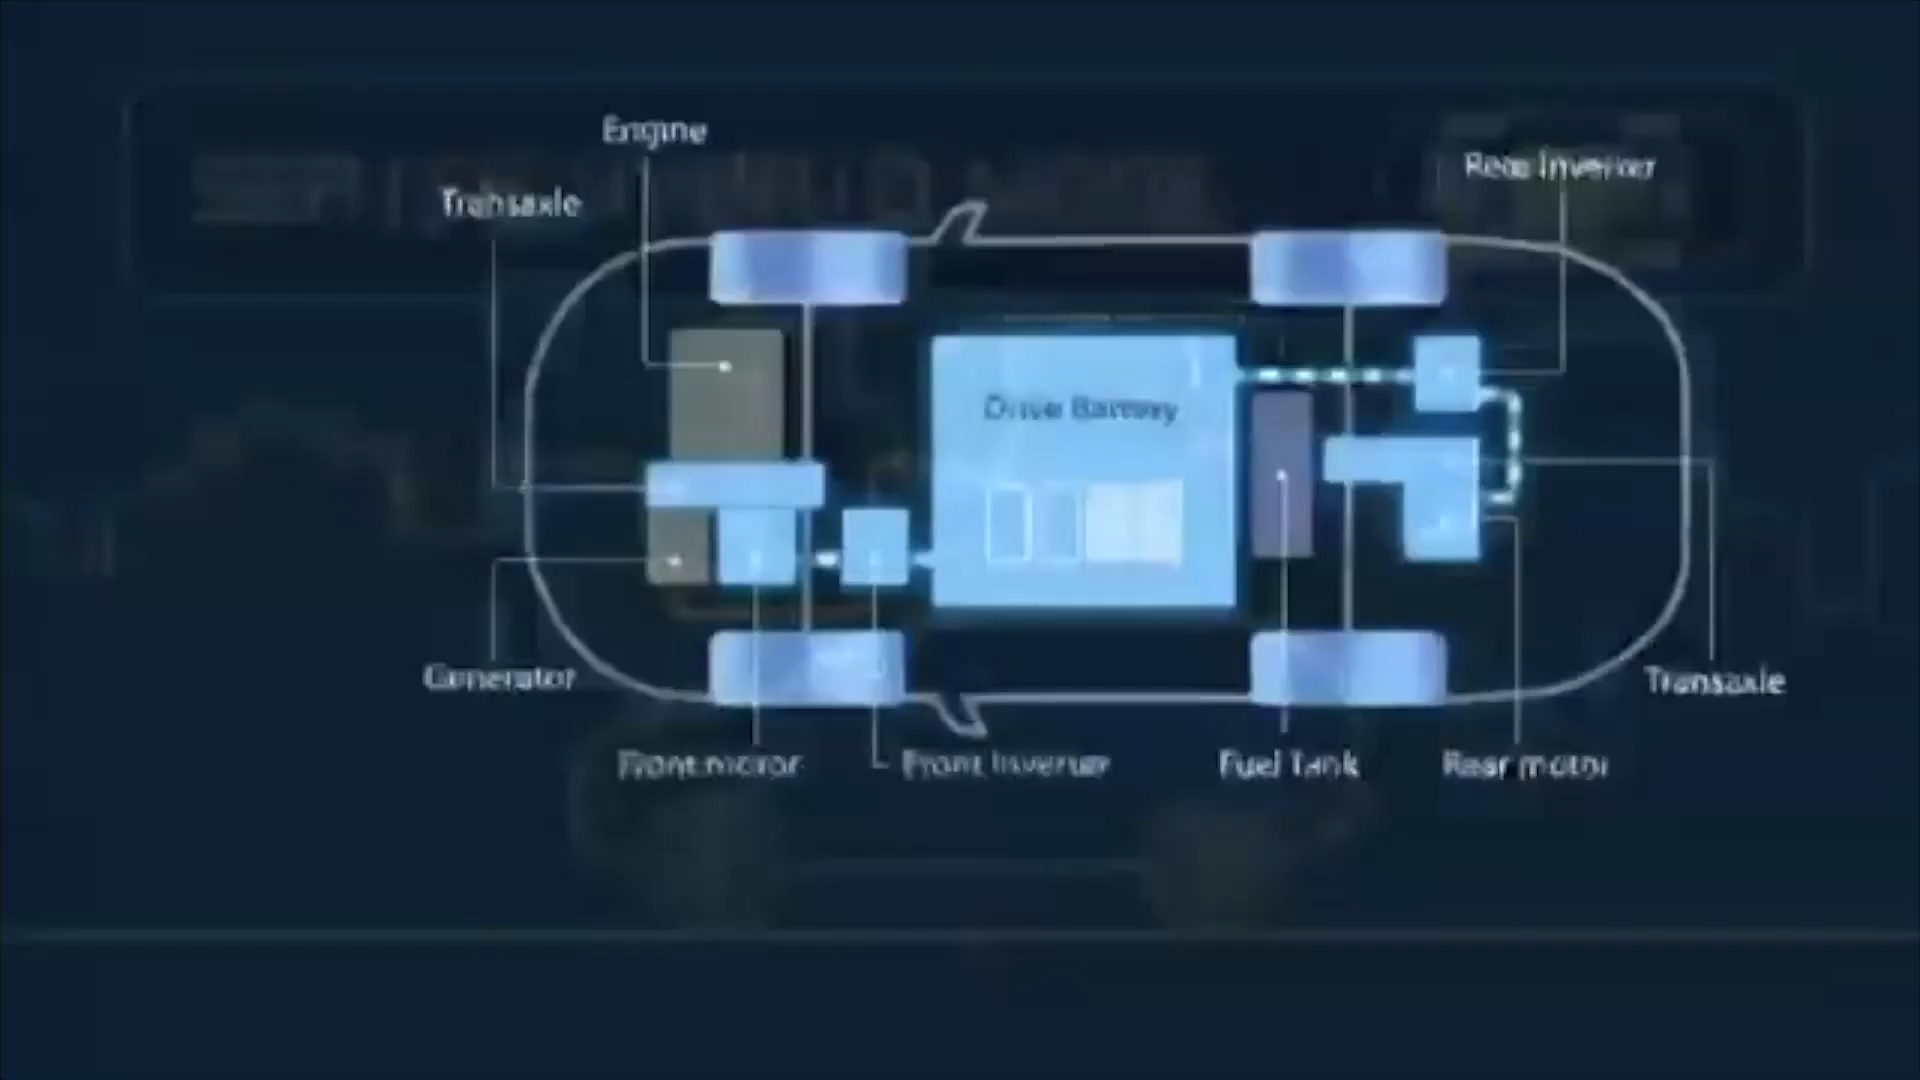 Engine
Rear Inverter
Transaxle
Drive Battery
Generator
Transaxle
Front motor
Front Inverter
Fuel Tank
Rear motor